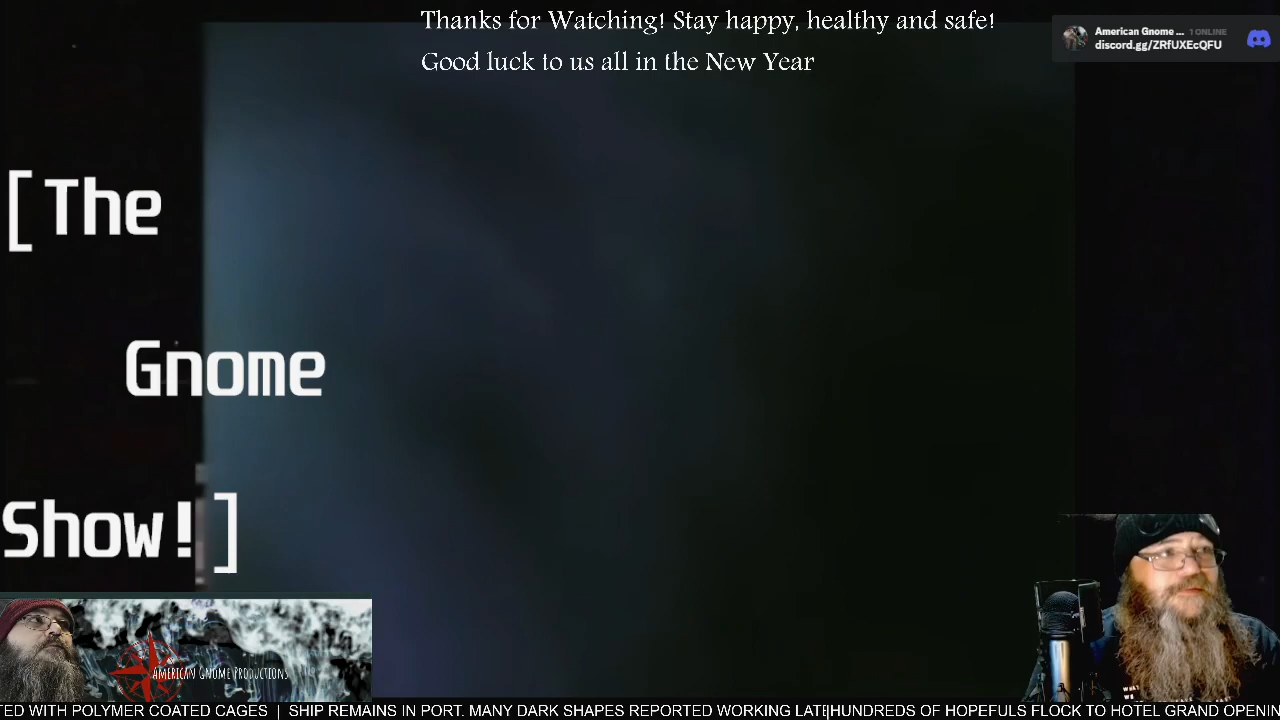 Thanks for Watching! Stay happy, healthy and safe!
Good luck to us all in the New Year
American Gnome ... 1 ONLINE
discord.gg/ZRfUXEcQFU
[The
Gnome
Show!]
AMERICAN GNOME PRODUCTIONS
TED WITH POLYMER COATED CAGES | SHIP REMAINS IN PORT. MANY DARK SHAPES REPORTED WORKING LATE|HUNDREDS OF HOPEFULS FLOCK TO HOTEL GRAND OPENIN